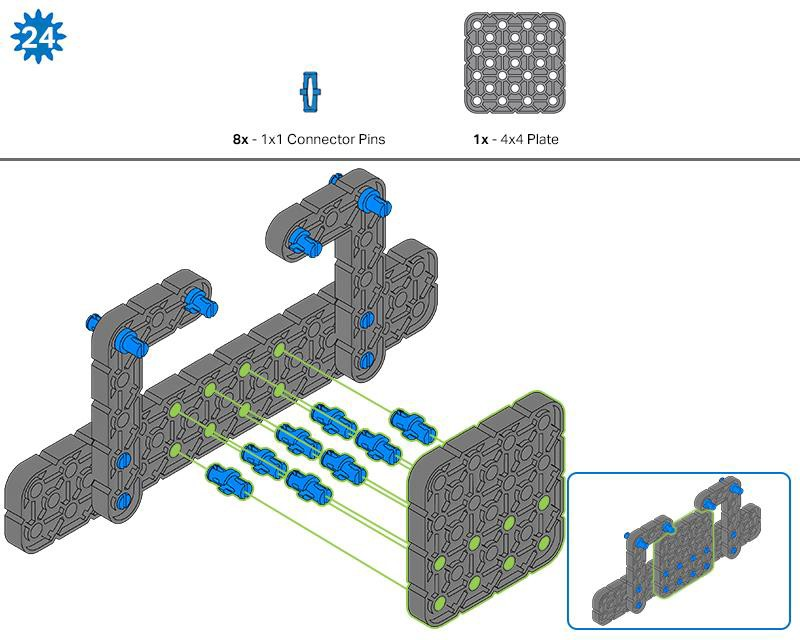 24
8x - 1x1 Connector Pins
1x - 4x4 Plate